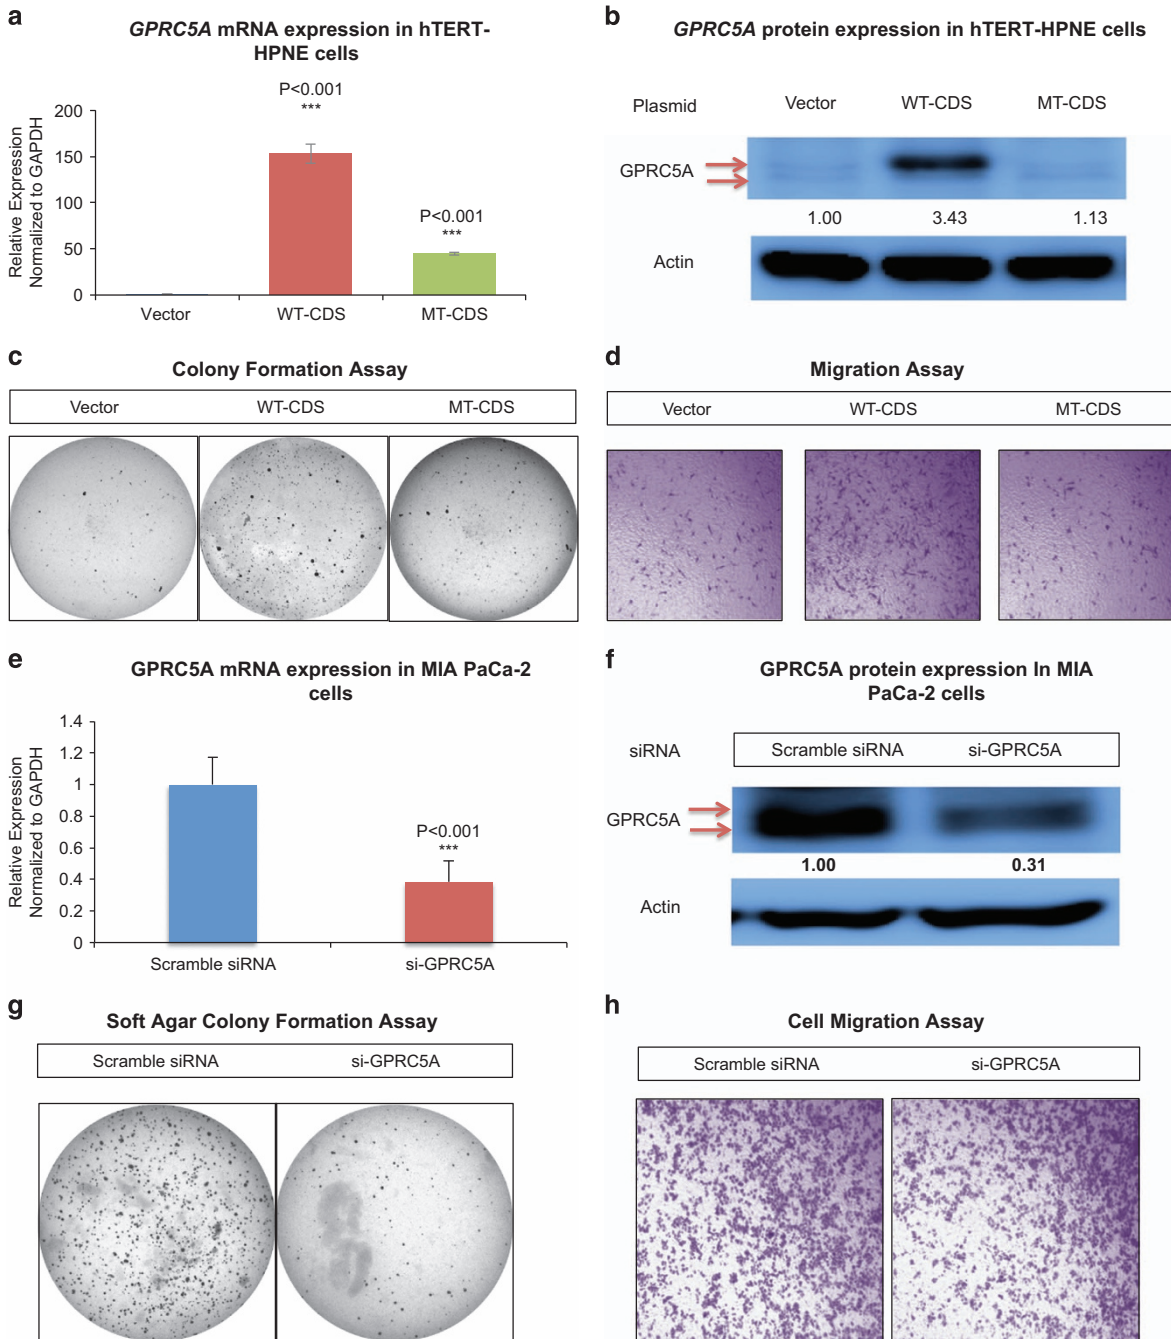 a
GPRC5A mRNA expression in hTERT-
HPNE cells
Relative Expression
Normalized to GAPDH
200
150
100
50
0
P<0.001
***
P<0.001
***
Vector WT-CDS MT-CDS
b
GPRC5A protein expression in hTERT-HPNE cells
Plasmid Vector WT-CDS MT-CDS
GPRC5A
1.00 3.43 1.13
Actin
c
Colony Formation Assay
Vector WT-CDS MT-CDS
d
Migration Assay
Vector WT-CDS MT-CDS
e
GPRC5A mRNA expression in MIA PaCa-2
cells
Relative Expression
Normalized to GAPDH
1.4
1.2
1
0.8
0.6
0.4
0.2
0
P<0.001
***
Scramble siRNA si-GPRC5A
f
GPRC5A protein expression In MIA
PaCa-2 cells
siRNA Scramble siRNA si-GPRC5A
GPRC5A
1.00 0.31
Actin
g
Soft Agar Colony Formation Assay
Scramble siRNA si-GPRC5A
h
Cell Migration Assay
Scramble siRNA si-GPRC5A